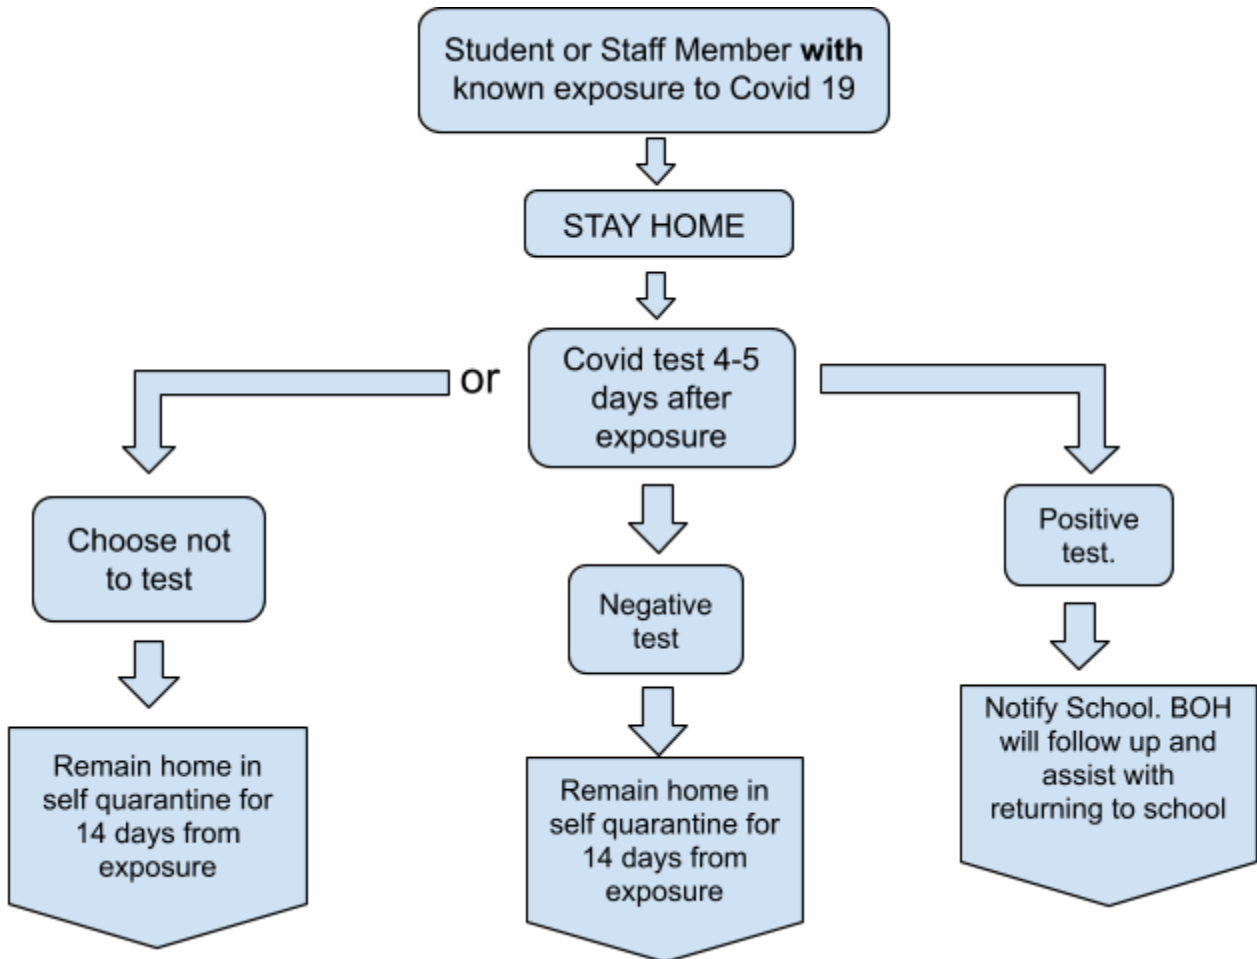 Student or Staff Member with
known exposure to Covid 19
STAY HOME
or
Covid test 4-5
days after
exposure
Choose not
to test
Negative
test
Positive
test.
Remain home in
self quarantine for
14 days from
exposure
Remain home in
self quarantine for
14 days from
exposure
Notify School. BOH
will follow up and
assist with
returning to school